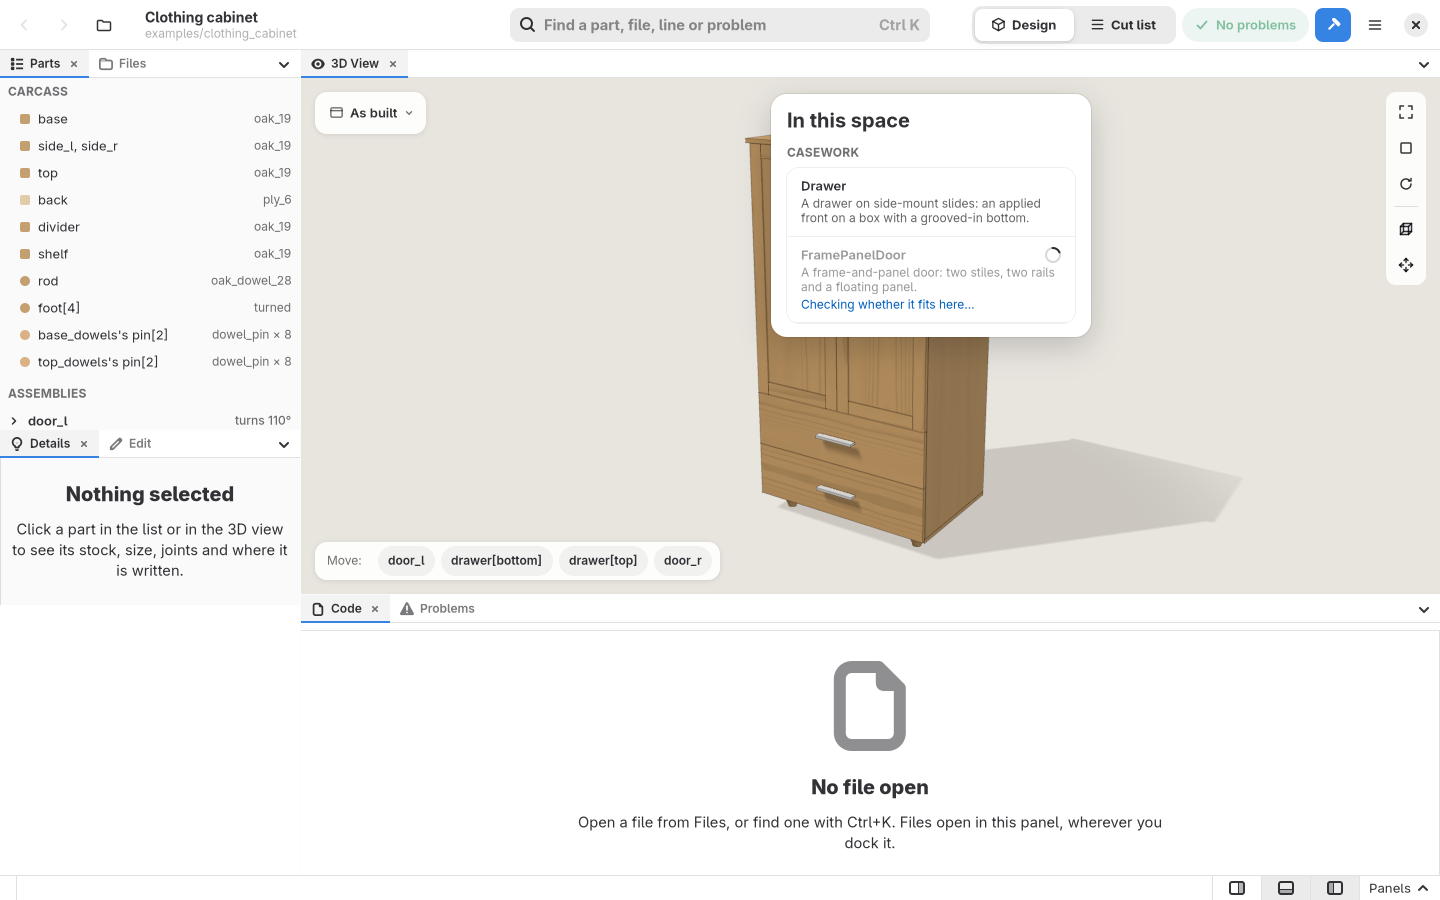 Clothing cabinet
examples/clothing_cabinet
Find a part, file, line or problem
Ctrl K
Design
Cut list
No problems
Parts
Files
3D View
CARCASS
base
oak_19
side_l, side_r
oak_19
top
oak_19
back
ply_6
divider
oak_19
shelf
oak_19
rod
oak_dowel_28
foot[4]
turned
base_dowels's pin[2]
dowel_pin × 8
top_dowels's pin[2]
dowel_pin × 8
ASSEMBLIES
door_l
turns 110°
Details
Edit
Nothing selected
Click a part in the list or in the 3D view
to see its stock, size, joints and where it
is written.
As built
In this space
CASEWORK
Drawer
A drawer on side-mount slides: an applied
front on a box with a grooved-in bottom.
FramePanelDoor
A frame-and-panel door: two stiles, two rails
and a floating panel.
Checking whether it fits here...
Move:
door_l
drawer[bottom]
drawer[top]
door_r
Code
Problems
No file open
Open a file from Files, or find one with Ctrl+K. Files open in this panel, wherever you
dock it.
Panels